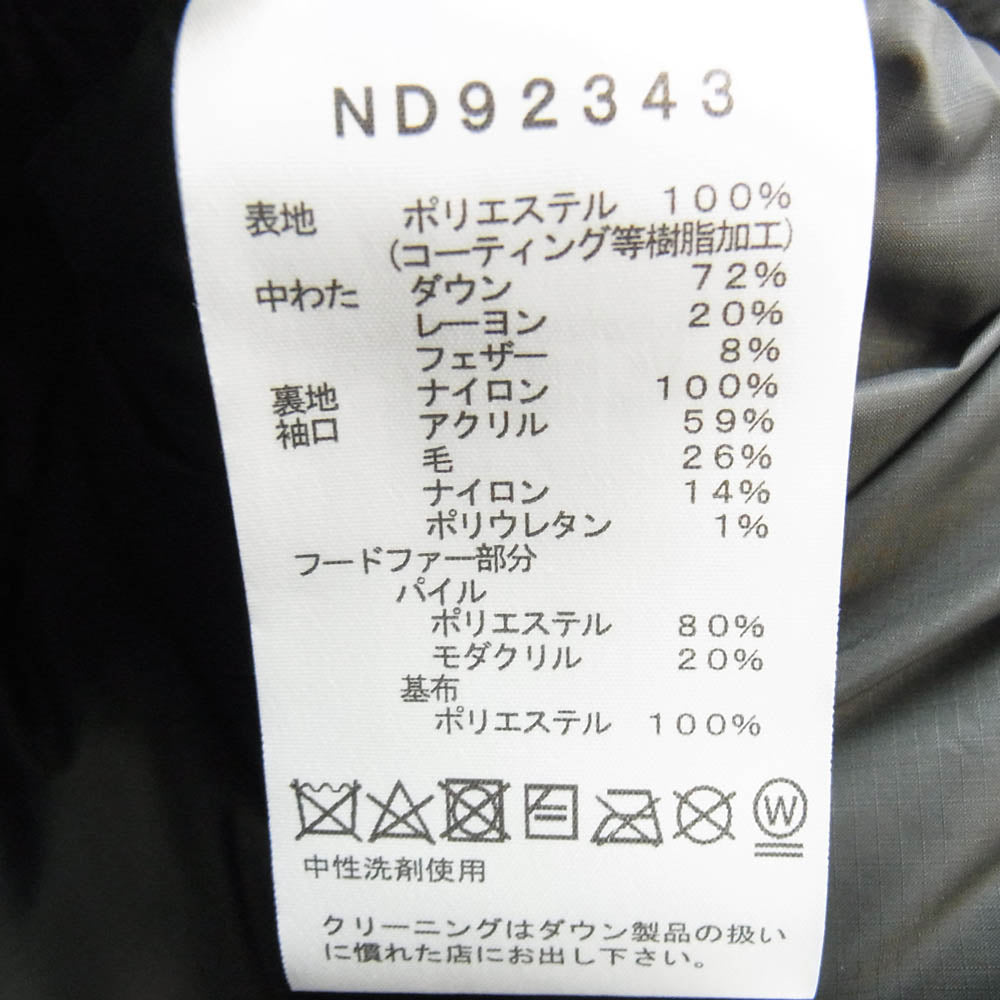 ND92343
表地 ポリエステル 100%
(コーティング等樹脂加工)
中わた ダウン 72%
レーヨン 20%
フェザー 8%
裏地 ナイロン 100%
袖口 アクリル 59%
毛 26%
ナイロン 14%
ポリウレタン 1%
フードファー部分
パイル
ポリエステル 80%
モダクリル 20%
基布
ポリエステル 100%
W
中性洗剤使用
クリーニングはダウン製品の扱い
に慣れた店にお出し下さい。